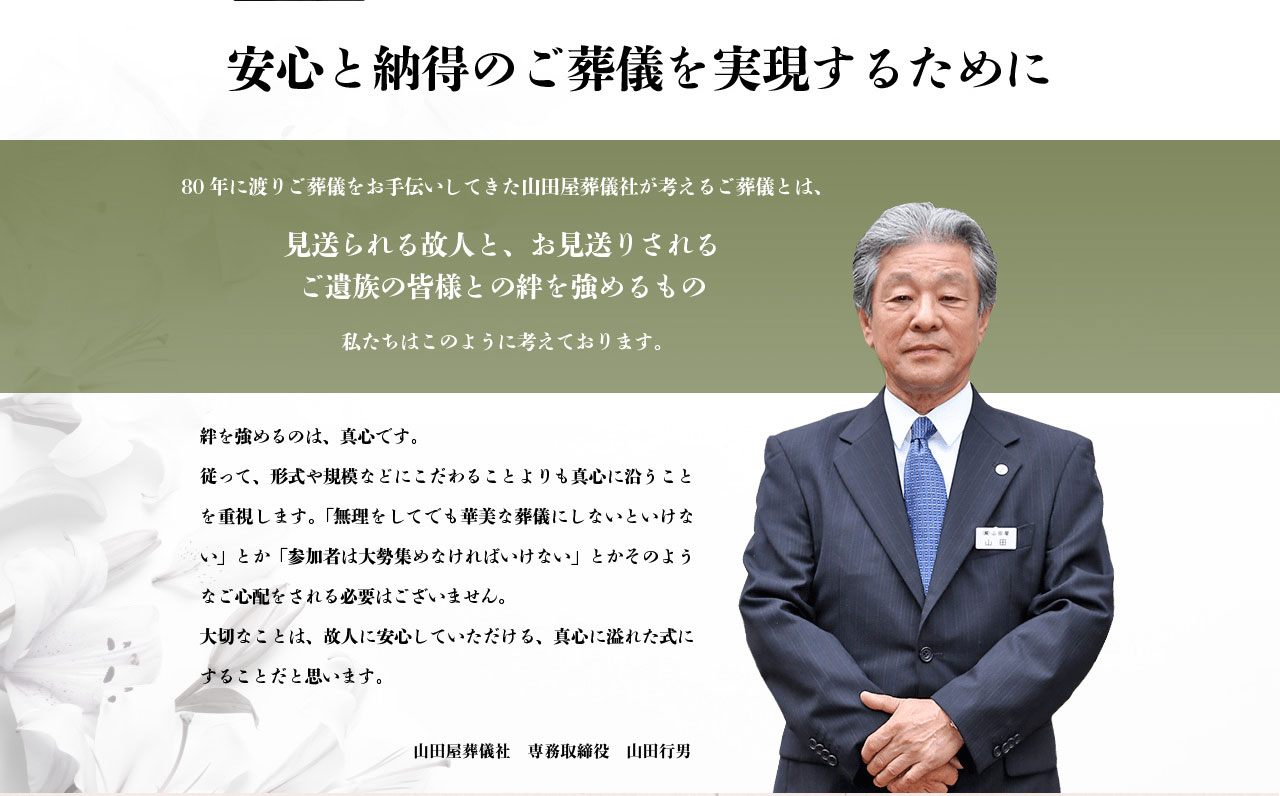 安心と納得のご葬儀を実現するために
80年に渡りご葬儀をお手伝いしてきた山田屋葬儀社が考えるご葬儀とは、
見送られる故人と、お見送りされる
ご遺族の皆様との絆を強めるもの
私たちはこのように考えております。
絆を強めるのは、真心です。
従って、形式や規模などにこだわることよりも真心に沿うこと
を重視します。「無理をしてでも華美な葬儀にしないといけな
い」とか「参加者は大勢集めなければいけない」とかそのよう
なご心配をされる必要はございません。
大切なことは、故人に安心していただける、真心に溢れた式に
することだと思います。
山田屋葬儀社　専務取締役　山田行男
㈱山田屋
山田